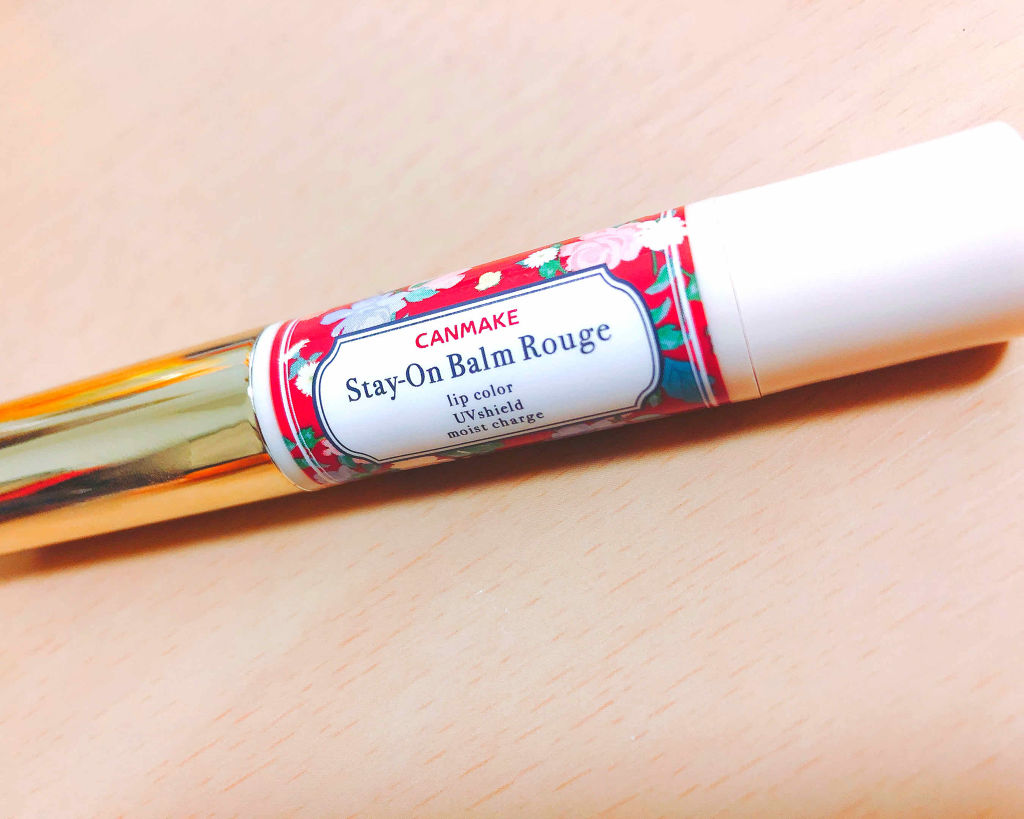 CANMAKE
Stay-On Balm Rouge
lip color
UVshield
moist charge